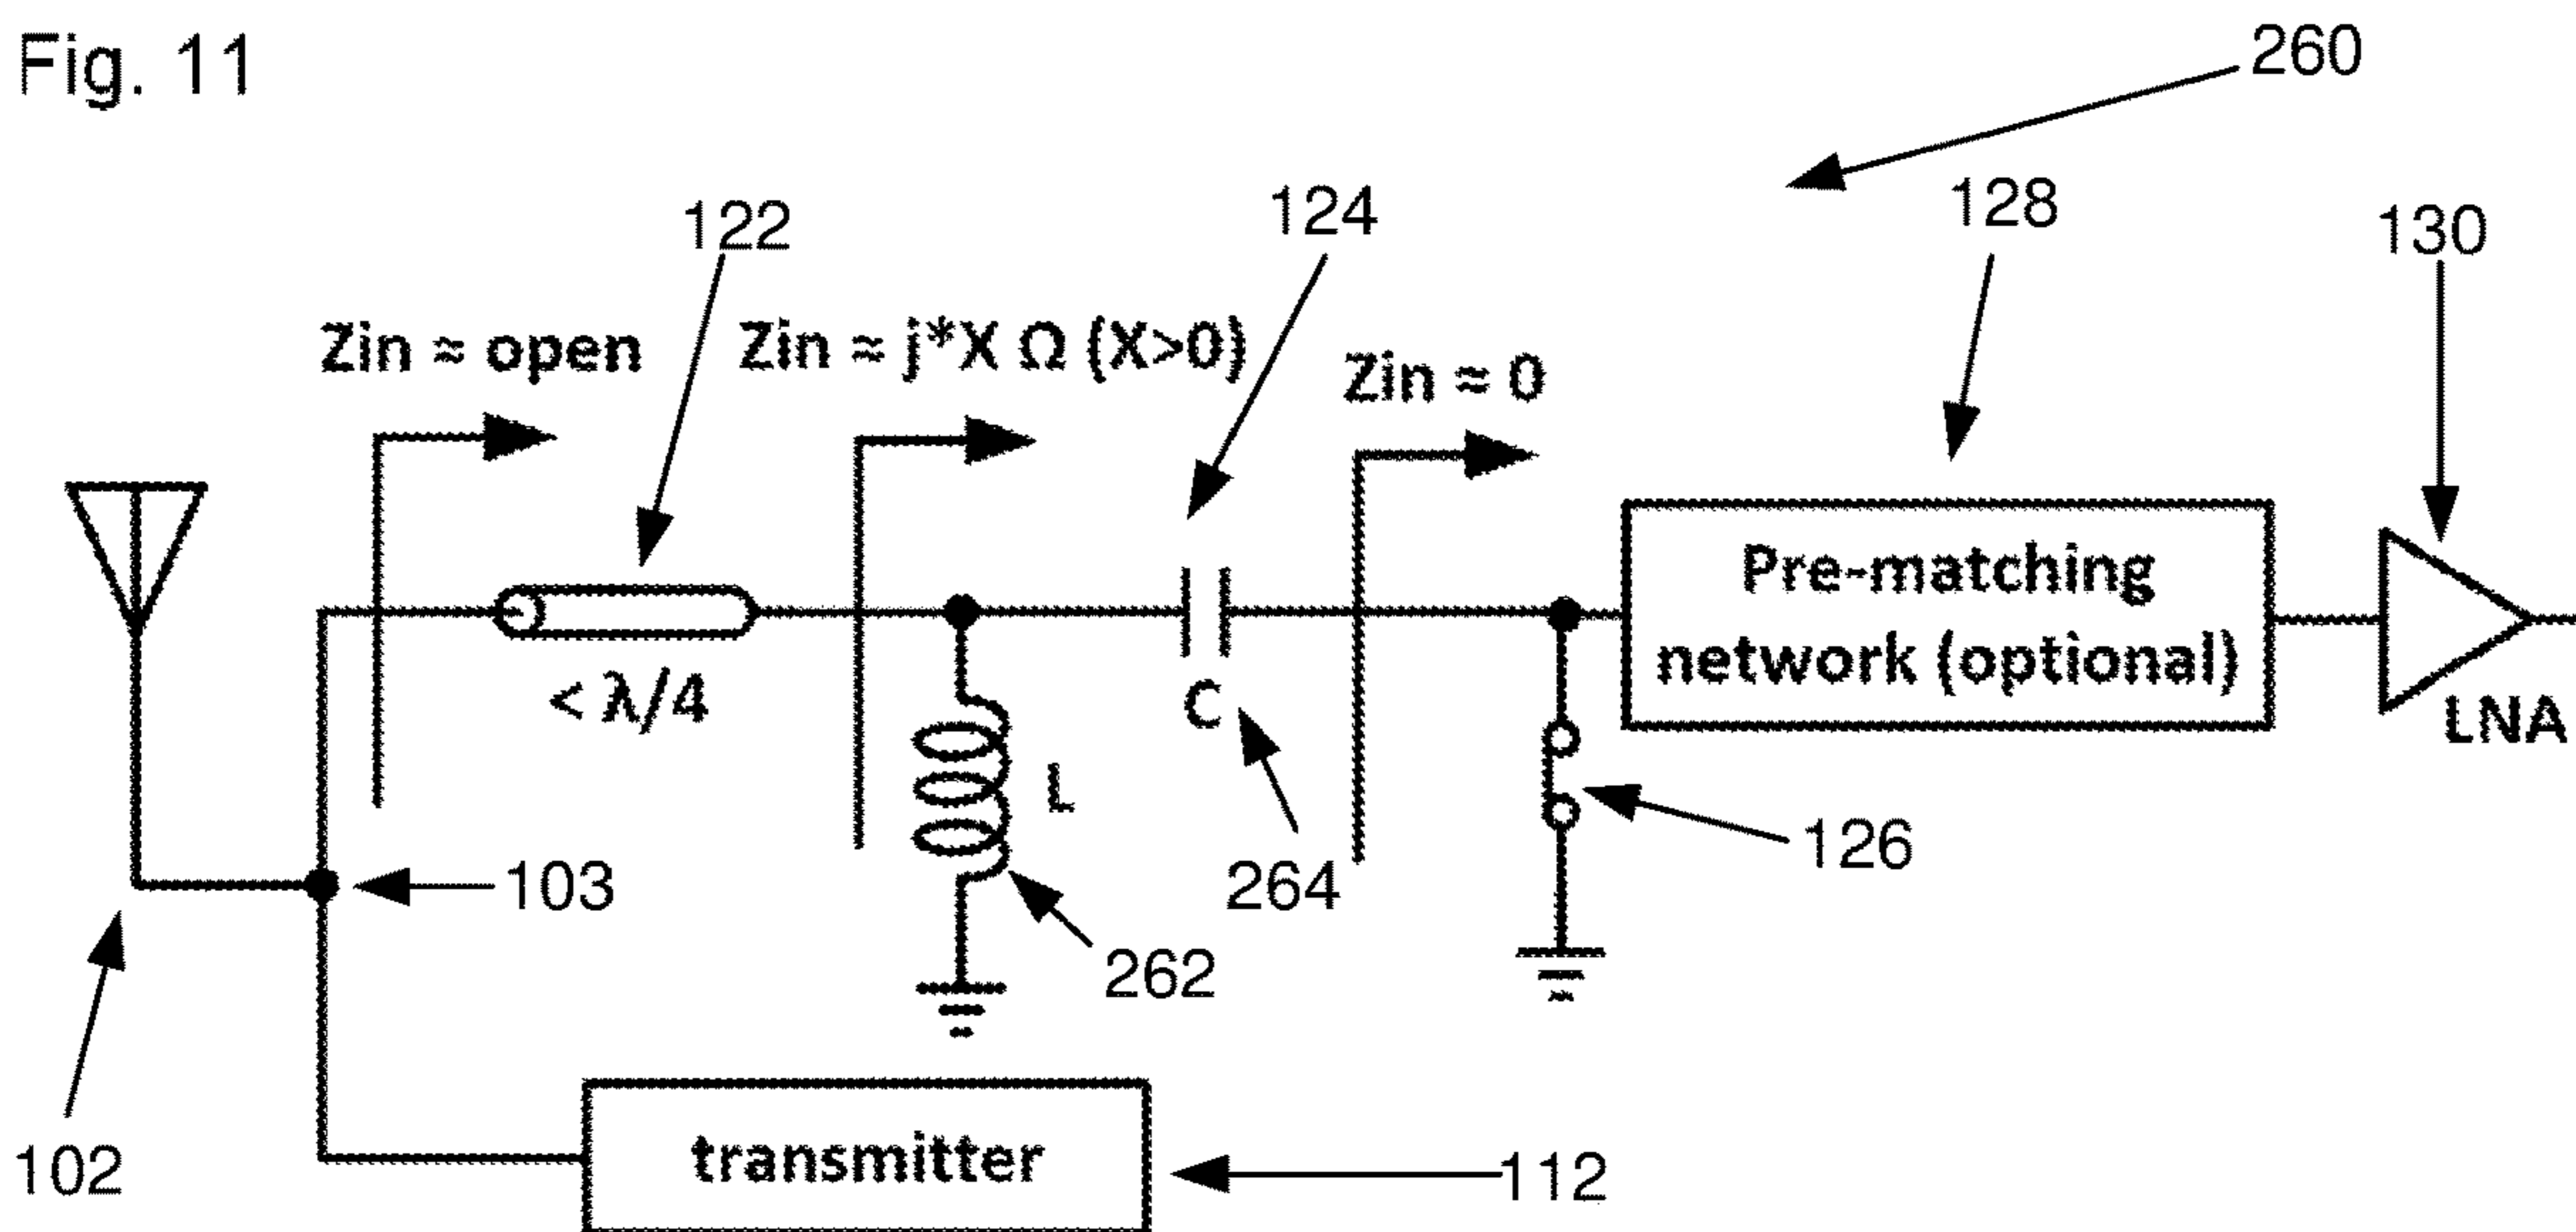 Fig. 11
260
122
124
128
130
Zin ≈ open
Zin ≈ j*X Ω (X>0)
Zin ≈ 0
< λ/4
C
L
Pre-matching
network (optional)
LNA
126
103
264
262
102
transmitter
112